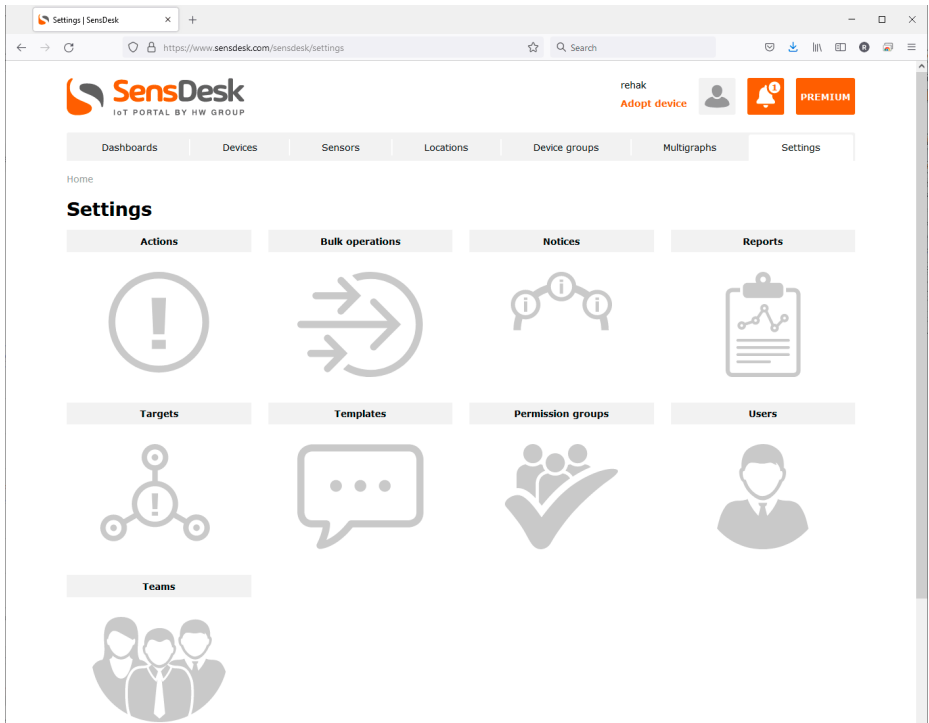 Settings | SensDesk
https://www.sensdesk.com/sensdesk/settings
Search
SensDesk
IoT PORTAL BY HW GROUP
rehak
Adopt device
1
PREMIUM
Dashboards Devices Sensors Locations Device groups Multigraphs Settings
Home
Settings
Actions Bulk operations Notices Reports
Targets Templates Permission groups Users
Teams